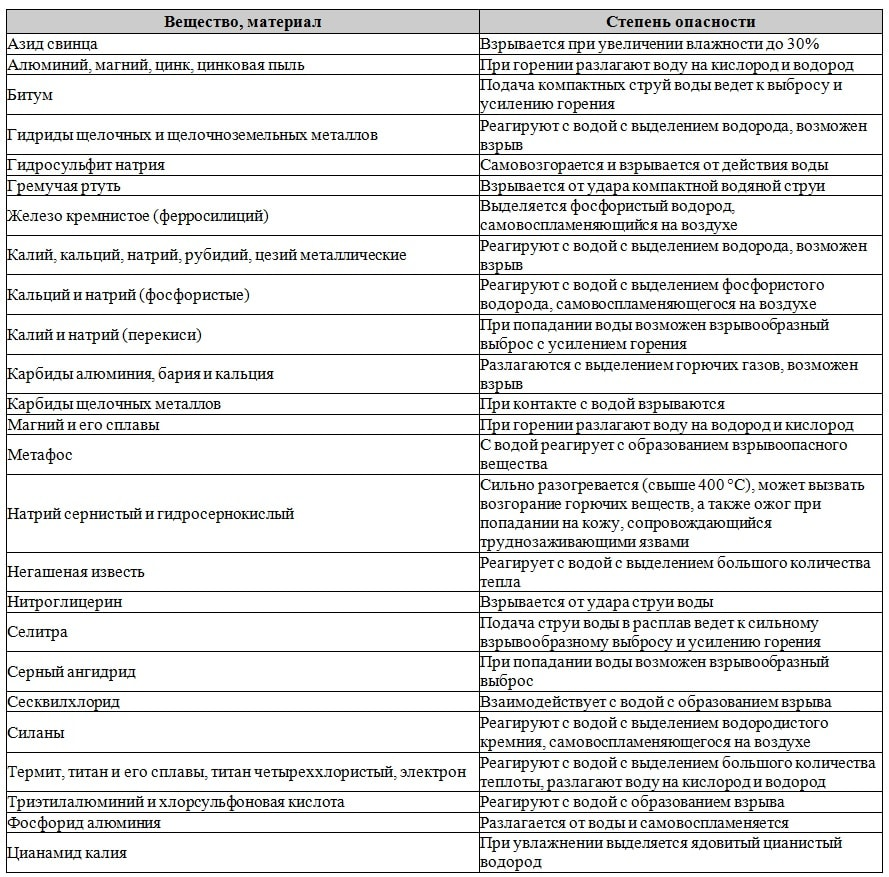 Вещество, материал
Степень опасности
Азид свинца
Взрывается при увеличении влажности до 30%
Алюминий, магний, цинк, цинковая пыль
При горении разлагают воду на кислород и водород
Битум
Подача компактных струй воды ведет к выбросу и
усилению горения
Гидриды щелочных и щелочноземельных металлов
Реагируют с водой с выделением водорода, возможен
взрыв
Гидросульфит натрия
Самовозгорается и взрывается от действия воды
Гремучая ртуть
Взрывается от удара компактной водяной струи
Железо кремнистое (ферросилиций)
Выделяется фосфористый водород,
самовоспламеняющийся на воздухе
Калий, кальций, натрий, рубидий, цезий металлические
Реагируют с водой с выделением водорода, возможен
взрыв
Кальций и натрий (фосфористые)
Реагируют с водой с выделением фосфористого
водорода, самовоспламеняющегося на воздухе
Калий и натрий (перекиси)
При попадании воды возможен взрывообразный
выброс с усилением горения
Карбиды алюминия, бария и кальция
Разлагаются с выделением горючих газов, возможен
взрыв
Карбиды щелочных металлов
При контакте с водой взрываются
Магний и его сплавы
При горении разлагают воду на водород и кислород
Метафос
С водой реагирует с образованием взрывоопасного
вещества
Натрий сернистый и гидросернокислый
Сильно разогревается (свыше 400 °С), может вызвать
возгорание горючих веществ, а также ожог при
попадании на кожу, сопровождающийся
труднозаживающими язвами
Негашеная известь
Реагирует с водой с выделением большого количества
тепла
Нитроглицерин
Взрывается от удара струи воды
Селитра
Подача струи воды в расплав ведет к сильному
взрывообразному выбросу и усилению горения
Серный ангидрид
При попадании воды возможен взрывообразный
выброс
Сесквилхлорид
Взаимодействует с водой с образованием взрыва
Силаны
Реагируют с водой с выделением водородистого
кремния, самовоспламеняющегося на воздухе
Термит, титан и его сплавы, титан четыреххлористый, электрон
Реагируют с водой с выделением большого количества
теплоты, разлагают воду на кислород и водород
Триэтилалюминий и хлорсульфоновая кислота
Реагируют с водой с образованием взрыва
Фосфорид алюминия
Разлагается от воды и самовоспламеняется
Цианамид калия
При увлажнении выделяется ядовитый цианистый
водород